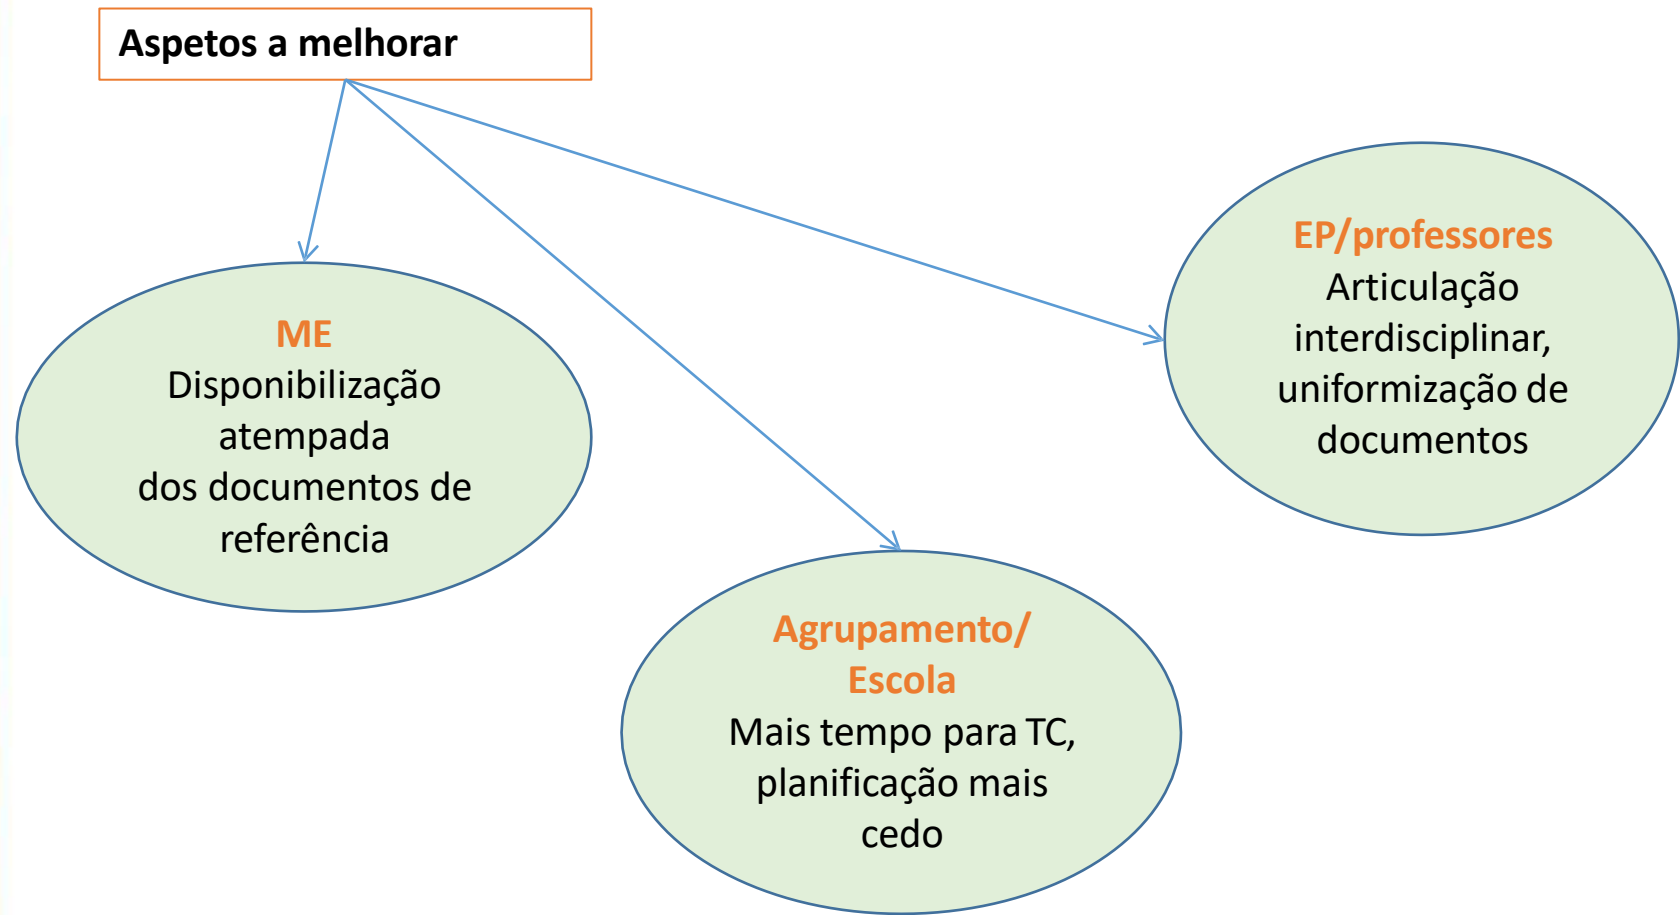 Aspetos a melhorar
ME
Disponibilização
atempada
dos documentos de
referência
Agrupamento/
Escola
Mais tempo para TC,
planificação mais
cedo
EP/professores
Articulação
interdisciplinar,
uniformização de
documentos